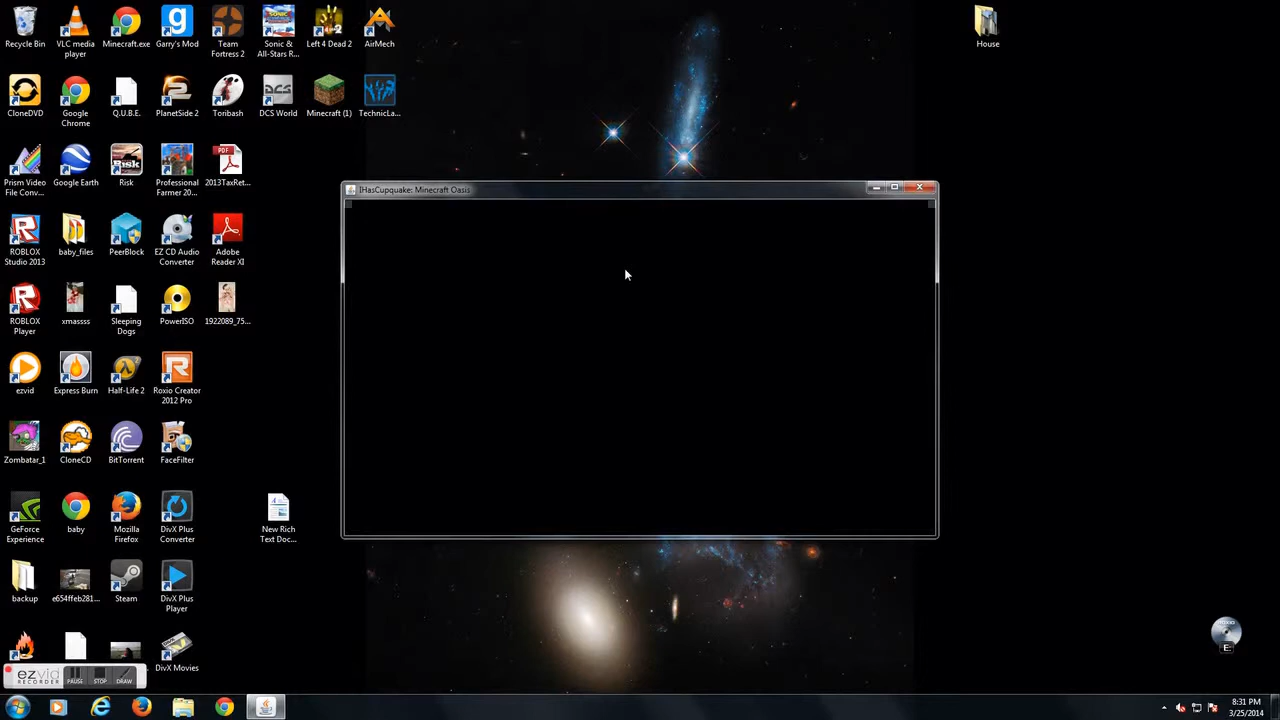 Recycle Bin
VLC media
player
Minecraft.exe
Garry's Mod
Team
Fortress 2
Sonic &
All-Stars R...
Left 4 Dead 2
AirMech
House
CloneDVD
Google
Chrome
Q.U.B.E.
PlanetSide 2
Toribash
DCS
DCS World
Minecraft (1)
TechnicLa...
Prism Video
File Conv...
Google Earth
Risk
Professional
Farmer 20...
PDF
2013TaxRet...
IHasCupquake: Minecraft Oasis
ROBLOX
Studio 2013
baby_files
PeerBlock
EZ CD Audio
Converter
Adobe
Reader XI
ROBLOX
Player
xmassss
Sleeping
Dogs
PowerISO
1922089_75...
ezvid
Express Burn
Half-Life 2
Roxio Creator
2012 Pro
Zombatar_1
CloneCD
BitTorrent
FaceFilter
GeForce
Experience
baby
Mozilla
Firefox
DivX Plus
Converter
New Rich
Text Doc...
backup
e654ffeb281...
Steam
DivX Plus
Player
DivX Movies
E:
ezvid
RECORDER
PAUSE
STOP
DRAW
8:31 PM
3/25/2014